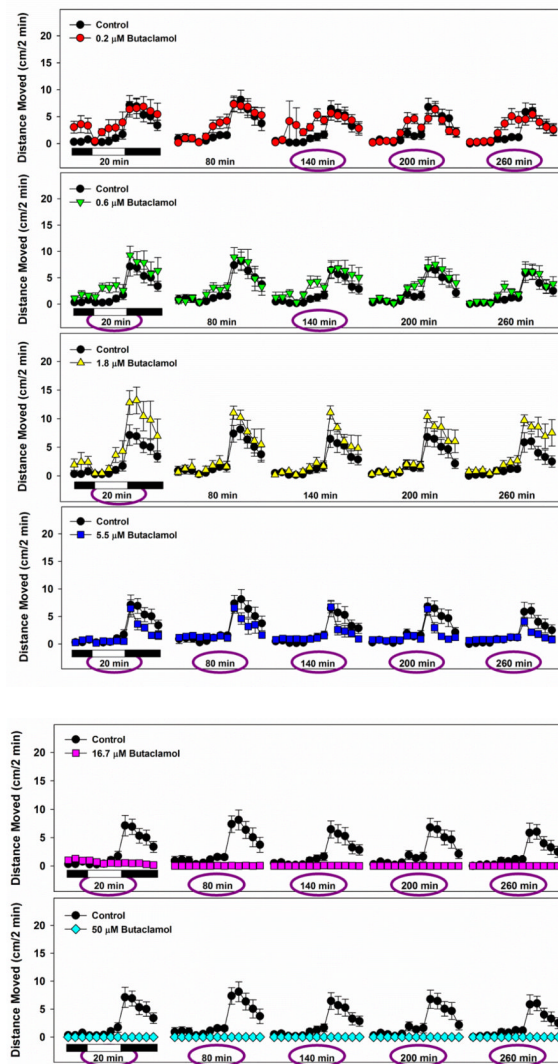 Distance Moved (cm/2 min)
Control
0.2 μM Butaclamol
20
15
10
5
0
20 min
80 min
140 min
200 min
260 min
Distance Moved (cm/2 min)
Control
0.6 μM Butaclamol
20
15
10
5
0
20 min
80 min
140 min
200 min
260 min
Distance Moved (cm/2 min)
Control
1.8 μM Butaclamol
20
15
10
5
0
20 min
80 min
140 min
200 min
260 min
Distance Moved (cm/2 min)
Control
5.5 μM Butaclamol
20
15
10
5
0
20 min
80 min
140 min
200 min
260 min
Distance Moved (cm/2 min)
Control
16.7 μM Butaclamol
20
15
10
5
0
20 min
80 min
140 min
200 min
260 min
Distance Moved (cm/2 min)
Control
50 μM Butaclamol
20
15
10
5
0
20 min
80 min
140 min
200 min
260 min